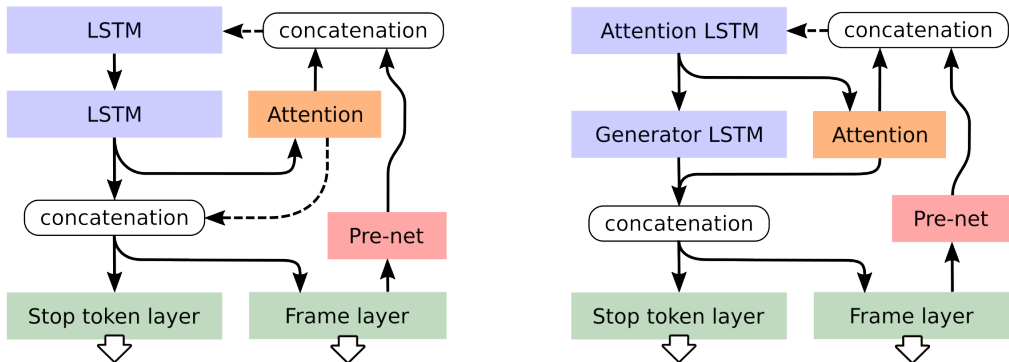 LSTM
concatenation
LSTM
Attention
concatenation
Pre-net
Stop token layer
Frame layer
Attention LSTM
concatenation
Generator LSTM
Attention
concatenation
Pre-net
Stop token layer
Frame layer